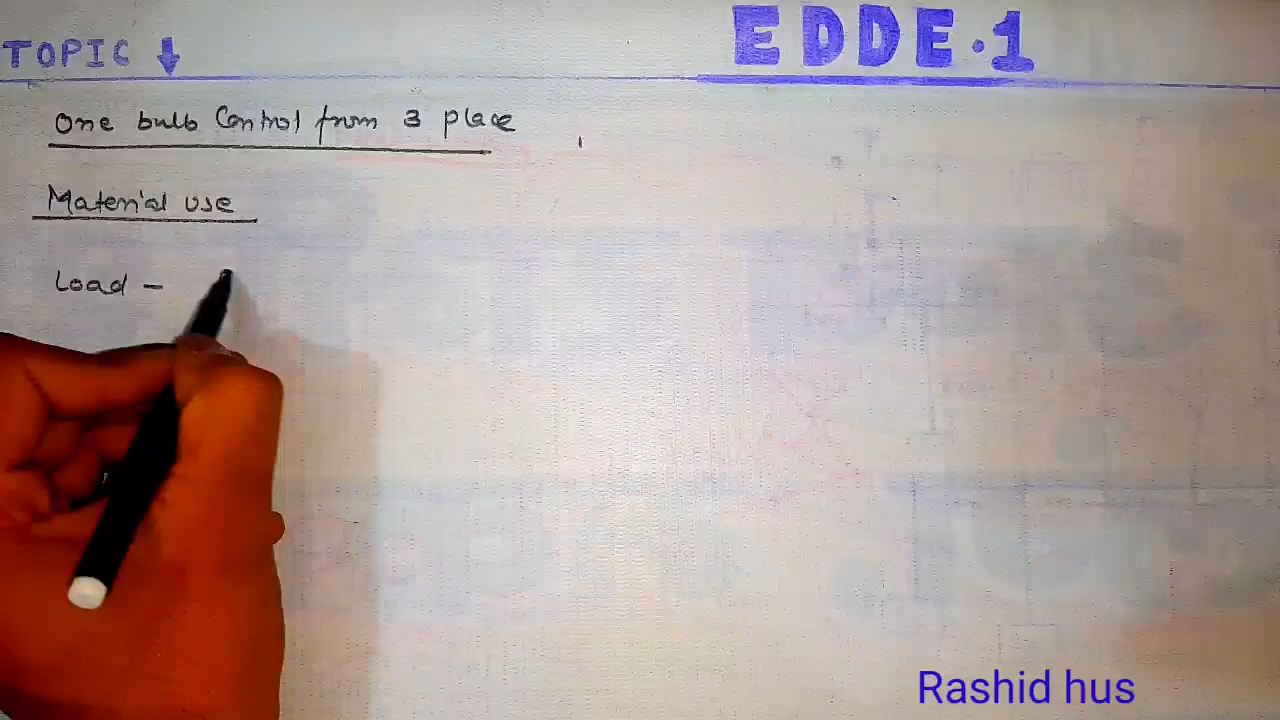 TOPIC ↓
EDDE.1
One bulb Control from 3 place
Material use
Load -
Rashid hus